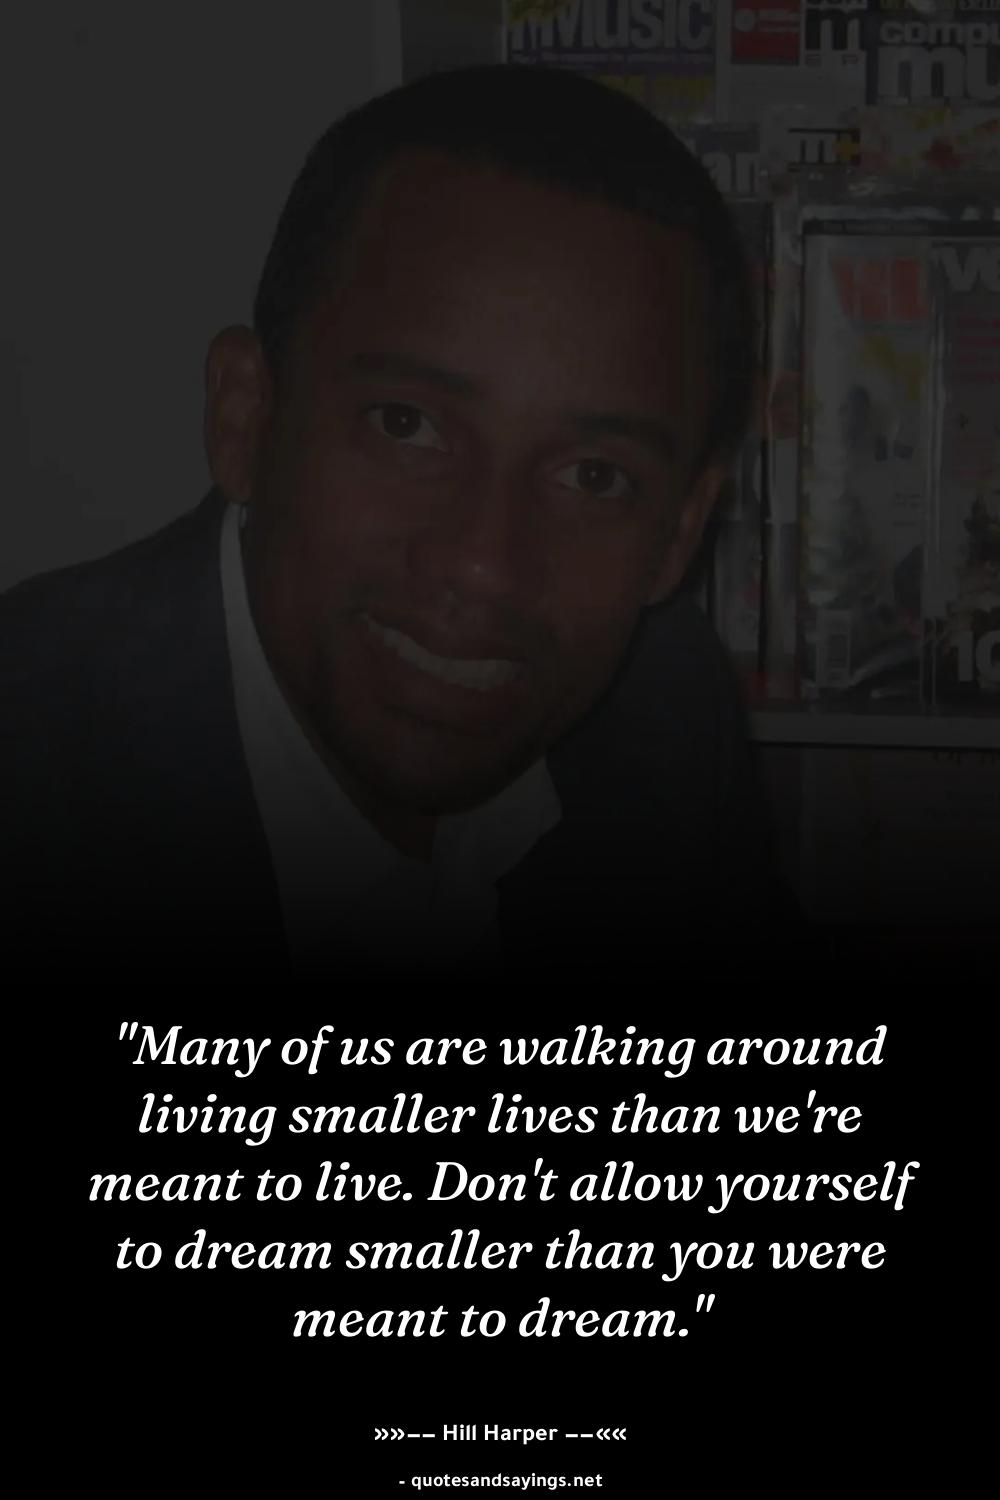 Music
"Many of us are walking around
living smaller lives than we're
meant to live. Don't allow yourself
to dream smaller than you were
meant to dream."
»»—— Hill Harper ——««
- quotesandsayings.net